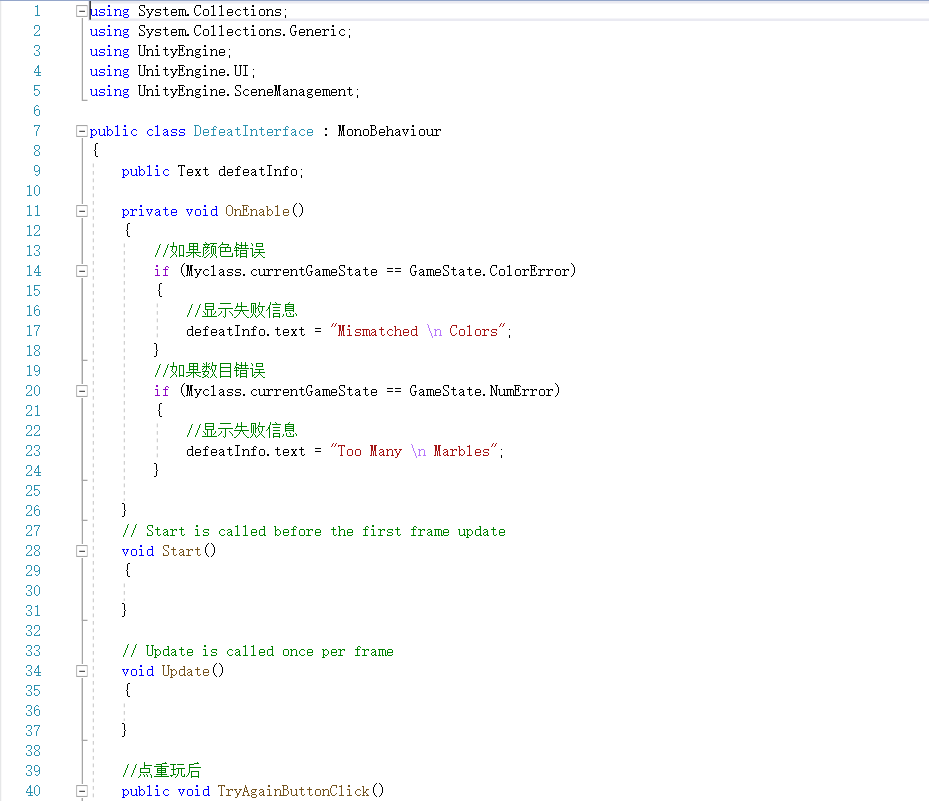 1 using System.Collections;
2 using System.Collections.Generic;
3 using UnityEngine;
4 using UnityEngine.UI;
5 using UnityEngine.SceneManagement;
6
7 public class DefeatInterface : MonoBehaviour
8 {
9 public Text defeatInfo;
10
11 private void OnEnable()
12 {
13 //如果颜色错误
14 if (Myclass.currentGameState == GameState.ColorError)
15 {
16 //显示失败信息
17 defeatInfo.text = "Mismatched \n Colors";
18 }
19 //如果数目错误
20 if (Myclass.currentGameState == GameState.NumError)
21 {
22 //显示失败信息
23 defeatInfo.text = "Too Many \n Marbles";
24 }
25
26 }
27 // Start is called before the first frame update
28 void Start()
29 {
30
31 }
32
33 // Update is called once per frame
34 void Update()
35 {
36
37 }
38
39 //点重玩后
40 public void TryAgainButtonClick()